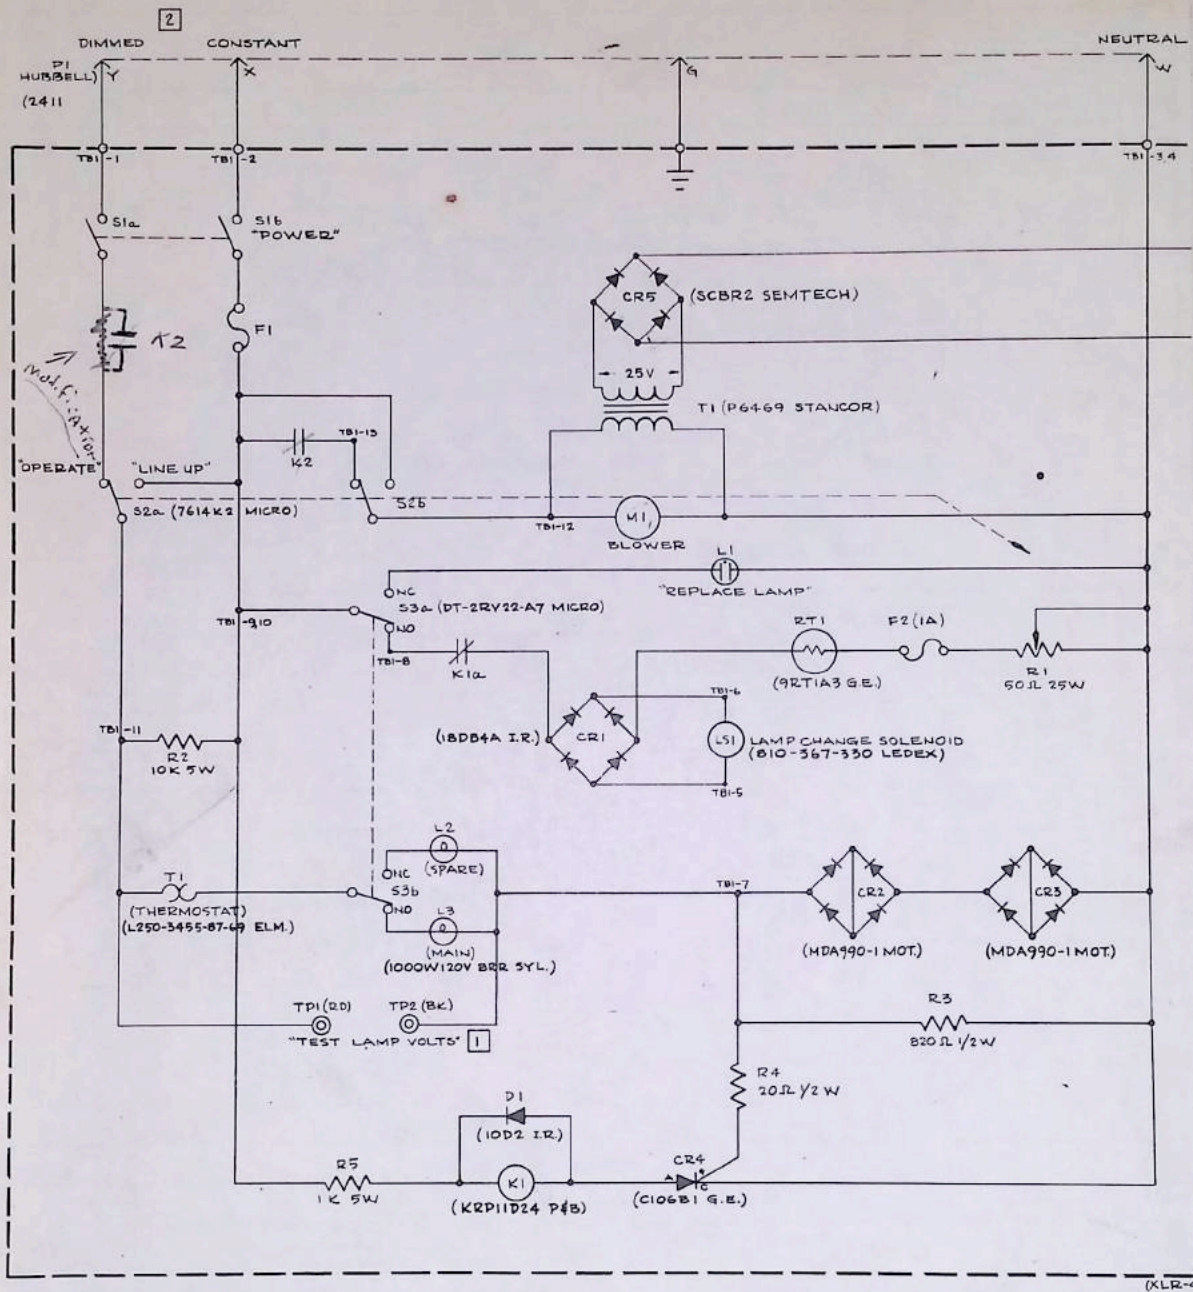 2
DIMMED
CONSTANT
NEUTRAL
P1
HUBBELL)
(2411
Y
X
G
W
TB1-1
TB1-2
TB1-3,4
S1a
S1b
"POWER"
CR5
(SCBR2 SEMTECH)
K2
F1
Modification
25V
T1 (P6469 STANCOR)
TB1-13
K2
"OPERATE"
"LINE UP"
S2a (7614K2 MICRO)
S2b
TB1-12
M1
BLOWER
L1
"REPLACE LAMP"
NC
S3a (DT-2RV22-A7 MICRO)
NO
TB1-9,10
TB1-8
K1a
RT1
(9RT1A3 G.E.)
F2 (1A)
R1
50Ω 25W
TB1-6
(18DB4A I.R.)
CR1
LS1
LAMP CHANGE SOLENOID
(810-367-330 LEDEX)
TB1-5
TB1-11
R2
10K 5W
L2
(SPARE)
NC
S3b
NO
T1
(THERMOSTAT)
(L250-3455-87-69 ELM.)
L3
(MAIN)
(1000W120V BRR SYL.)
TB1-7
CR2
CR3
(MDA990-1 MOT.)
(MDA990-1 MOT.)
TP1 (RD)
TP2 (BK)
"TEST LAMP VOLTS" 1
R3
820Ω 1/2W
R4
20Ω 1/2W
D1
(10D2 I.R.)
R5
1K 5W
K1
(KRP11D24 P&B)
CR4
A
C
(C106B1 G.E.)
(XLR-4